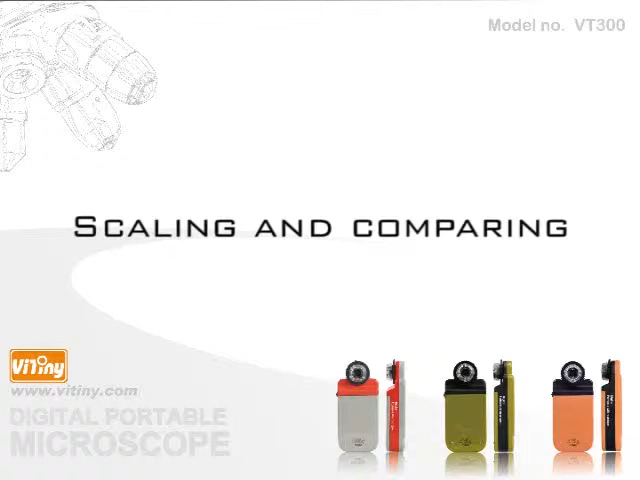 Model no. VT300
SCALING AND COMPARING
ViTiny
www.vitiny.com
DIGITAL PORTABLE
MICROSCOPE